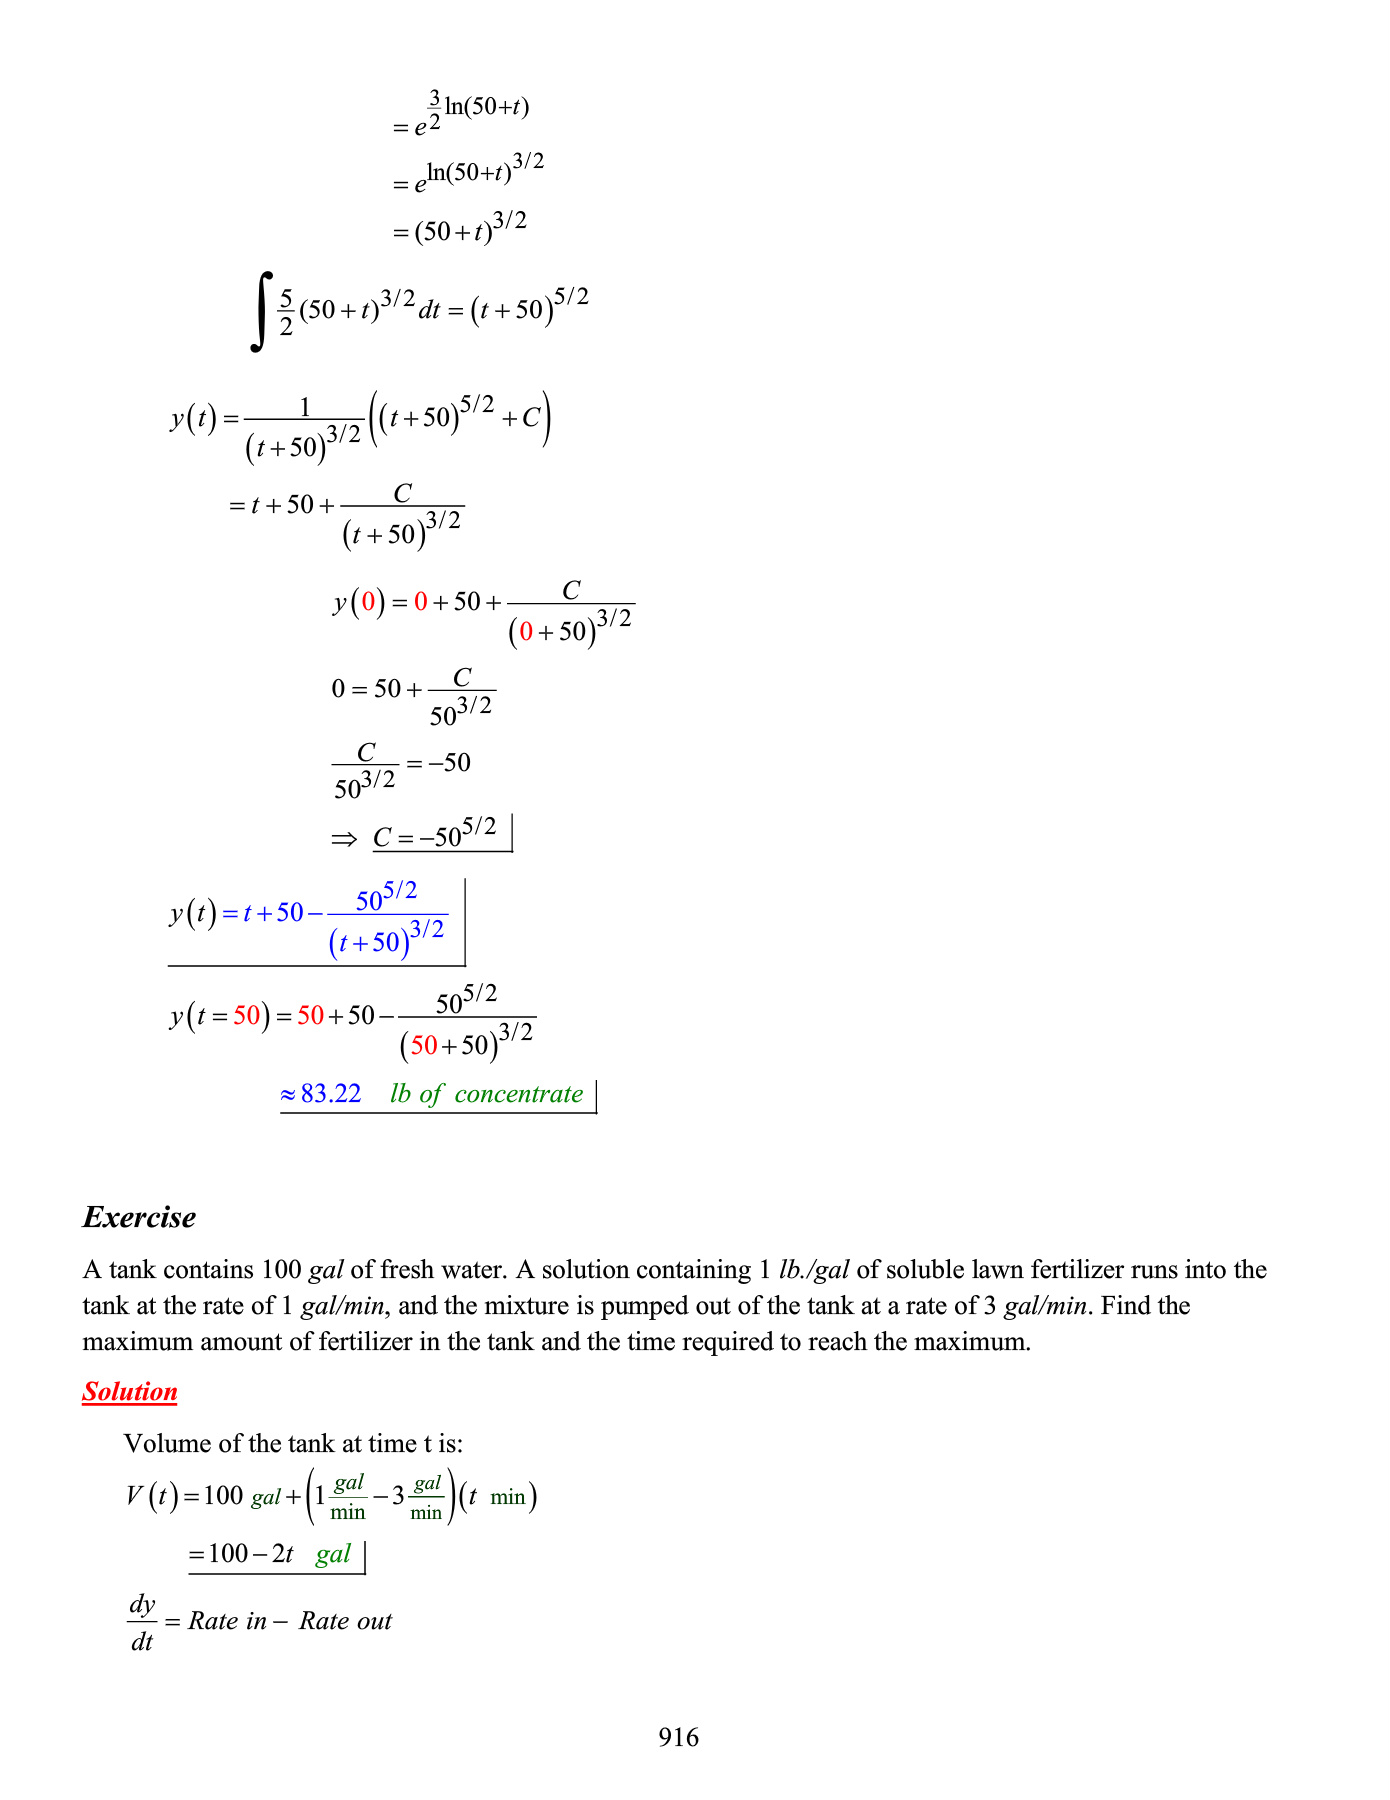 = e^{\frac{3}{2}ln(50+t)}
= e^{ln(50+t)^{3/2}}
= (50+t)^{3/2}
∫ \frac{5}{2}(50+t)^{3/2} dt = (t+50)^{5/2}
y(t) = \frac{1}{(t+50)^{3/2}}((t+50)^{5/2} + C)
= t+50+\frac{C}{(t+50)^{3/2}}
y(0) = 0+50+\frac{C}{(0+50)^{3/2}}
0 = 50+\frac{C}{50^{3/2}}
\frac{C}{50^{3/2}} = −50
⇒ C = −50^{5/2}
y(t) = t+50−\frac{50^{5/2}}{(t+50)^{3/2}}
y(t = 50) = 50+50−\frac{50^{5/2}}{(50+50)^{3/2}}
≈ 83.22 lb of concentrate
Exercise
A tank contains 100 gal of fresh water. A solution containing 1 lb./gal of soluble lawn fertilizer runs into the
tank at the rate of 1 gal/min, and the mixture is pumped out of the tank at a rate of 3 gal/min. Find the
maximum amount of fertilizer in the tank and the time required to reach the maximum.
Solution
Volume of the tank at time t is:
V(t) = 100 gal + (1\frac{gal}{min} − 3\frac{gal}{min})(t min)
= 100 − 2t gal
\frac{dy}{dt} = Rate in − Rate out
916